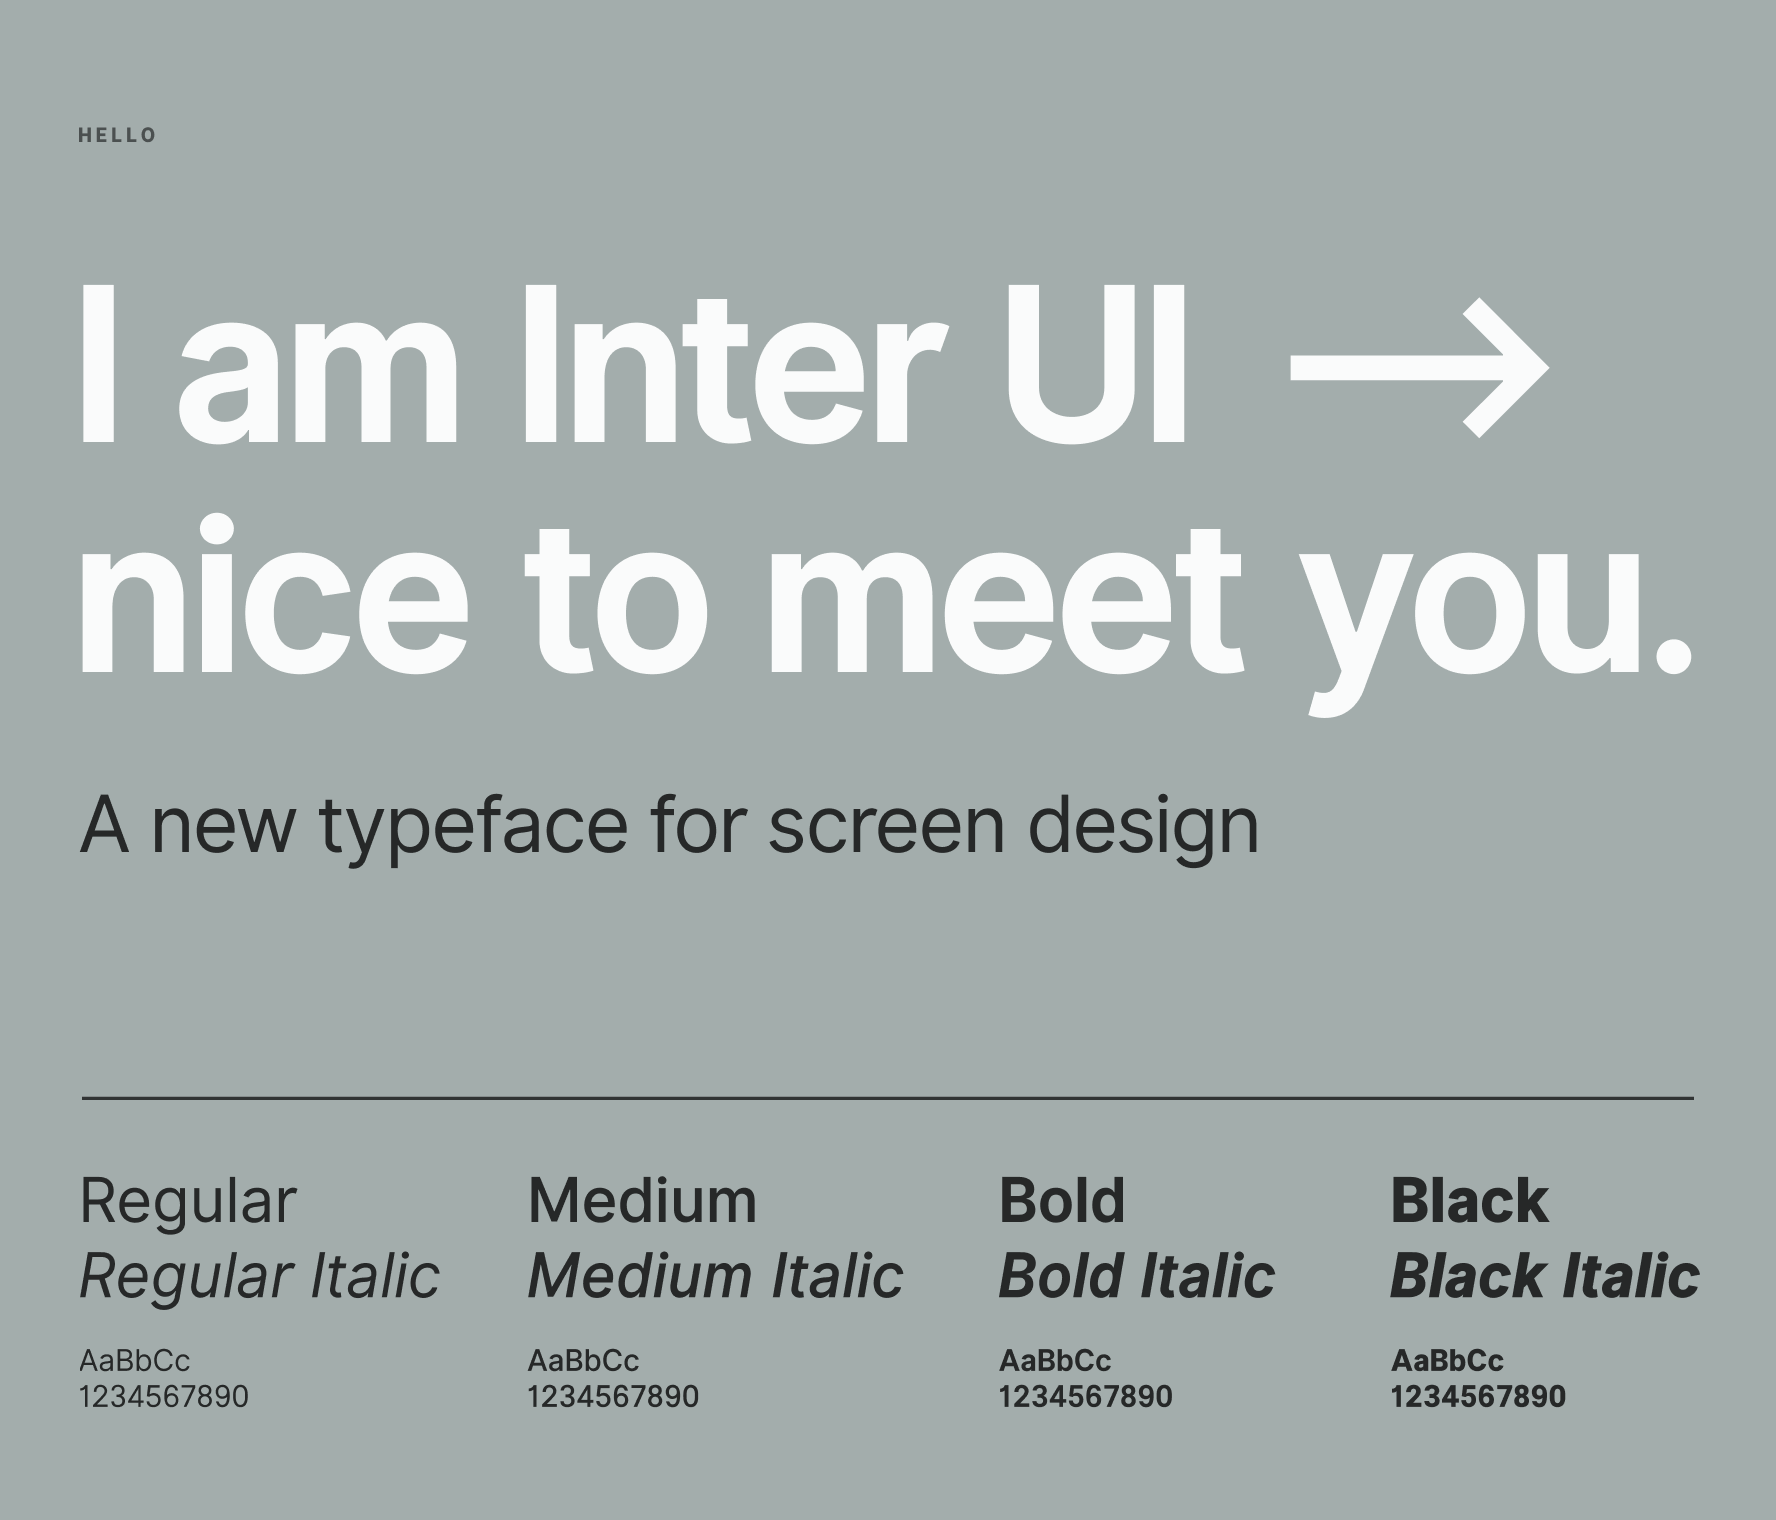 HELLO
I am Inter UI →
nice to meet you.
A new typeface for screen design
Regular
Regular Italic
AaBbCc
1234567890
Medium
Medium Italic
AaBbCc
1234567890
Bold
Bold Italic
AaBbCc
1234567890
Black
Black Italic
AaBbCc
1234567890